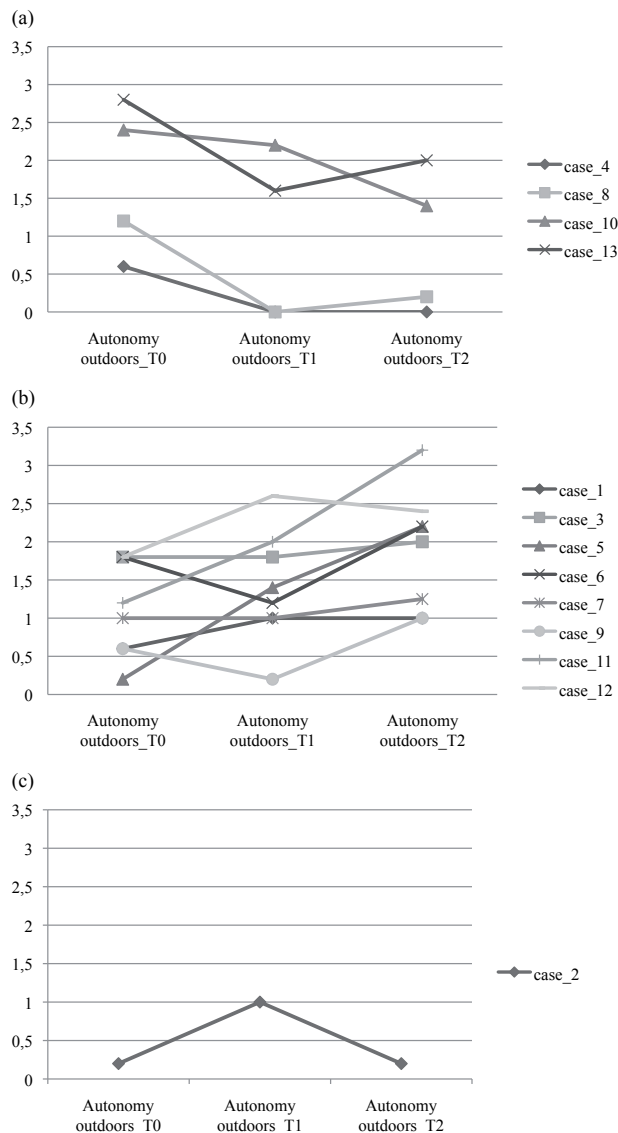 (a)
3,5
3
2,5
2
1,5
1
0,5
0
Autonomy
outdoors_T0
Autonomy
outdoors_T1
Autonomy
outdoors_T2
case_4
case_8
case_10
case_13
(b)
3,5
3
2,5
2
1,5
1
0,5
0
Autonomy
outdoors_T0
Autonomy
outdoors_T1
Autonomy
outdoors_T2
case_1
case_3
case_5
case_6
case_7
case_9
case_11
case_12
(c)
3,5
3
2,5
2
1,5
1
0,5
0
Autonomy
outdoors_T0
Autonomy
outdoors_T1
Autonomy
outdoors_T2
case_2